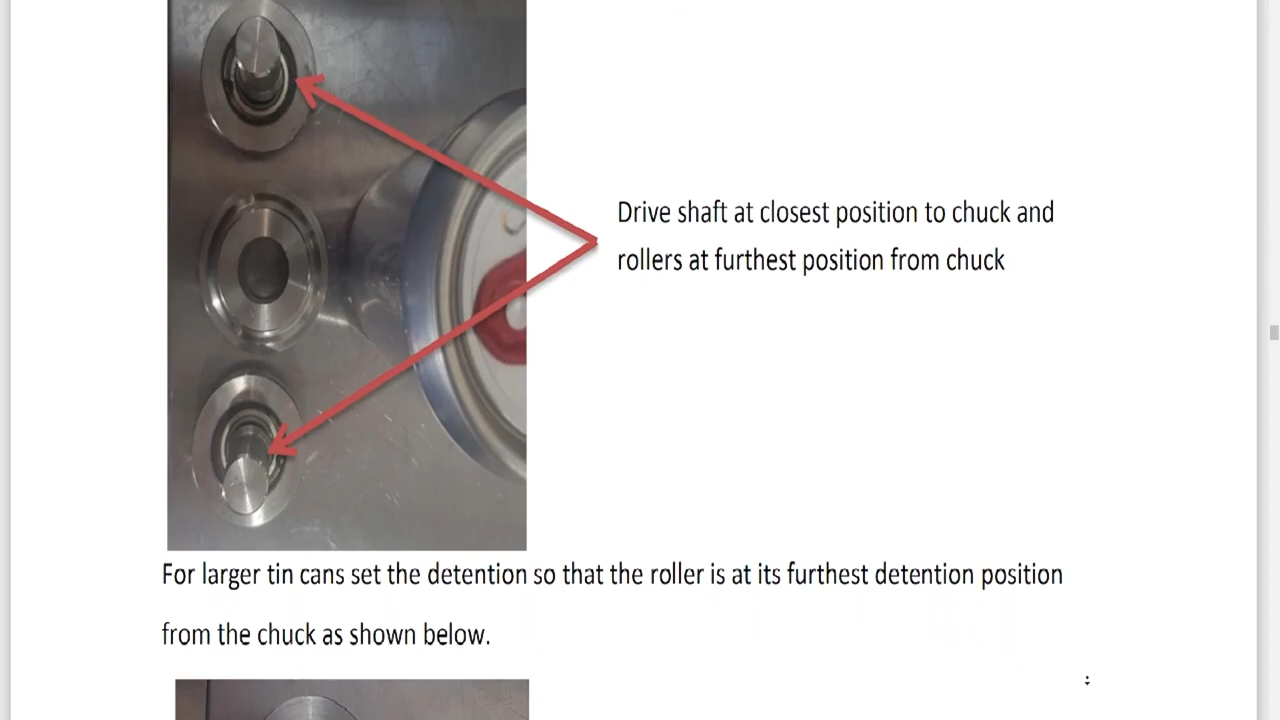 Drive shaft at closest position to chuck and
rollers at furthest position from chuck
For larger tin cans set the detention so that the roller is at its furthest detention position
from the chuck as shown below.